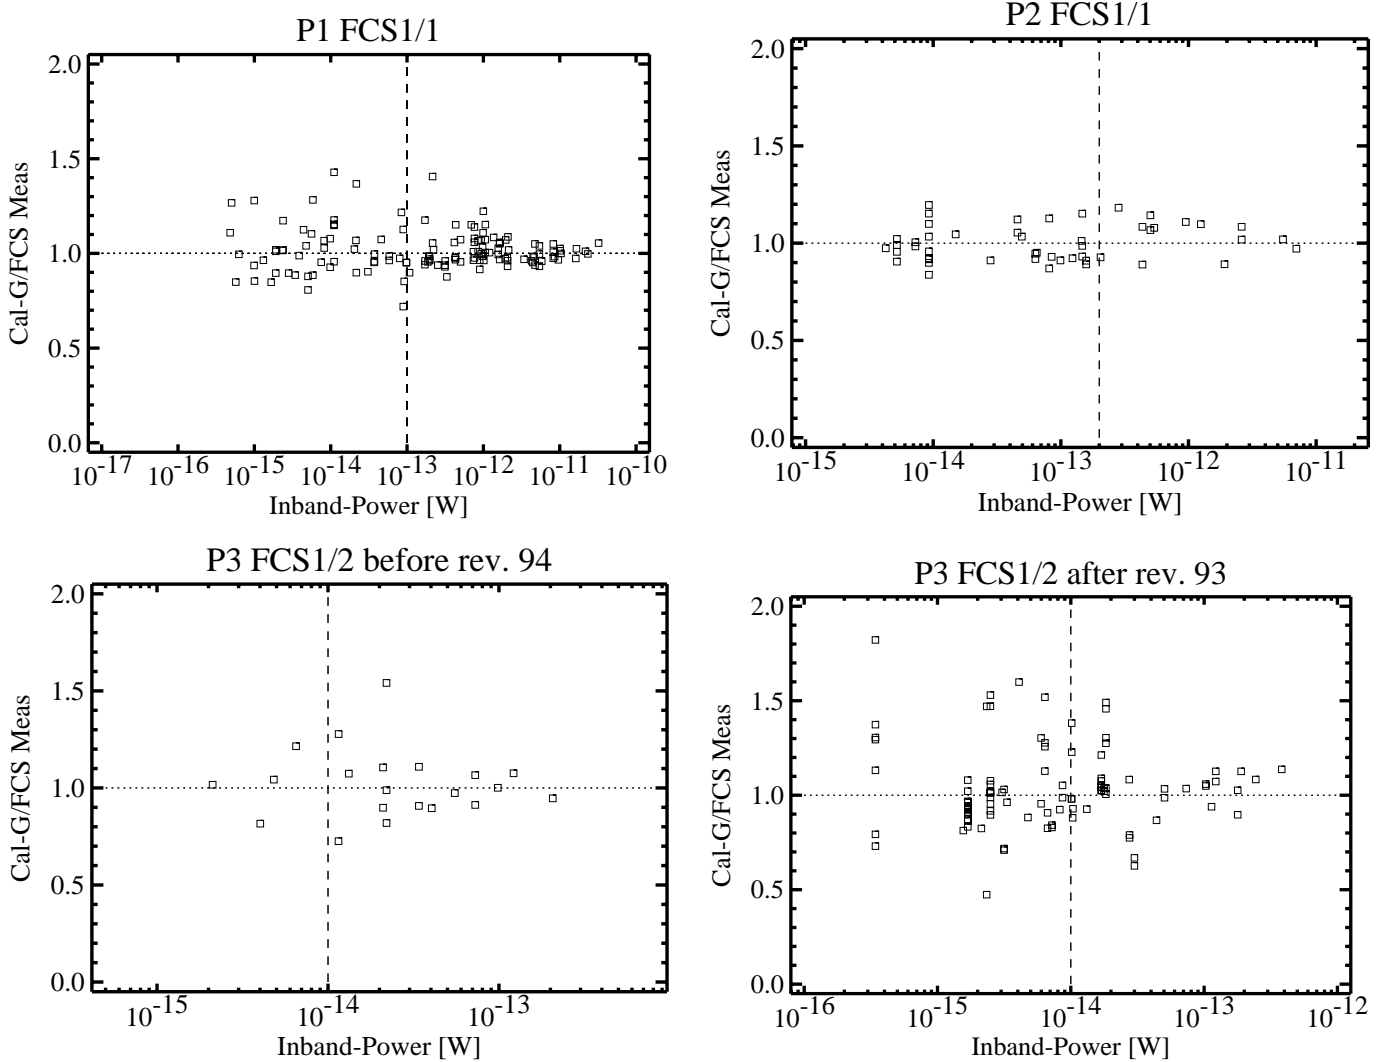 P1 FCS1/1
Cal-G/FCS Meas
2.0
1.5
1.0
0.5
0.0
10-17 10-16 10-15 10-14 10-13 10-12 10-11 10-10
Inband-Power [W]
P2 FCS1/1
Cal-G/FCS Meas
2.0
1.5
1.0
0.5
0.0
10-15 10-14 10-13 10-12 10-11
Inband-Power [W]
P3 FCS1/2 before rev. 94
Cal-G/FCS Meas
2.0
1.5
1.0
0.5
0.0
10-15 10-14 10-13
Inband-Power [W]
P3 FCS1/2 after rev. 93
Cal-G/FCS Meas
2.0
1.5
1.0
0.5
0.0
10-16 10-15 10-14 10-13 10-12
Inband-Power [W]